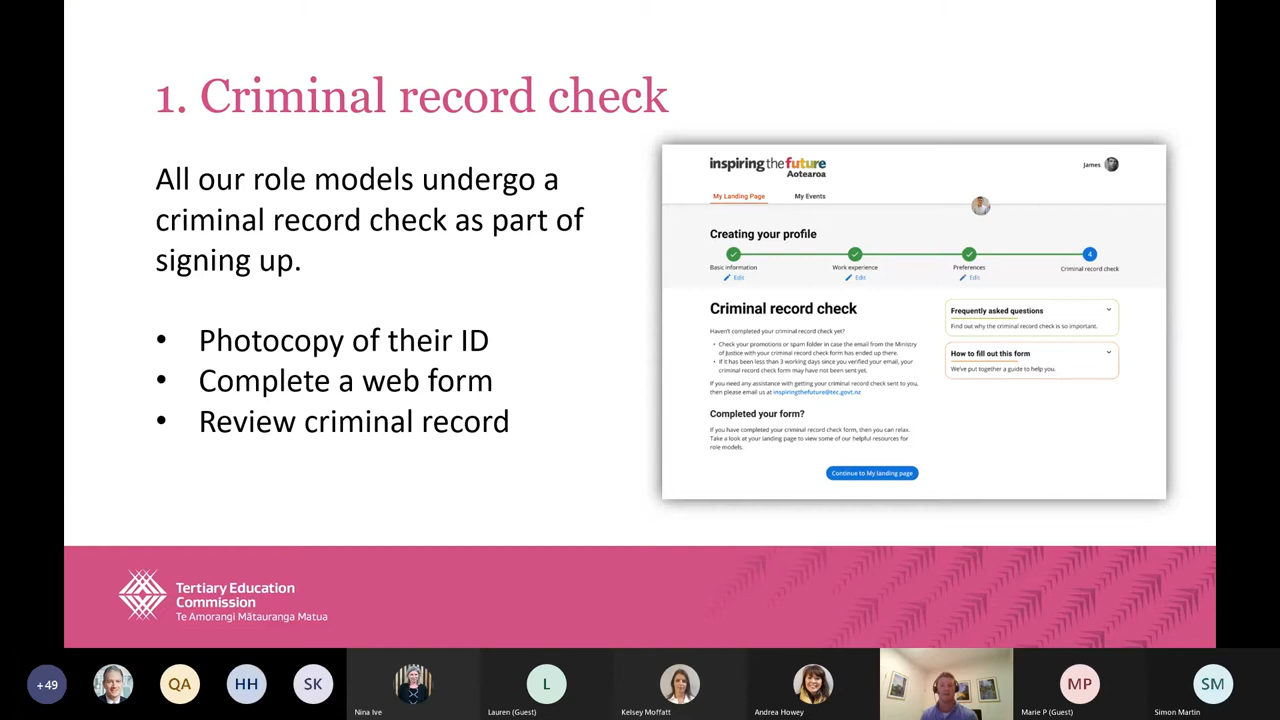 1. Criminal record check
All our role models undergo a
criminal record check as part of
signing up.
• Photocopy of their ID
• Complete a web form
• Review criminal record
inspiringthefuture
Aotearoa
James
My Landing Page
My Events
Creating your profile
4
Basic information
Work experience
Preferences
Criminal record check
Edit
Edit
Edit
Criminal record check
Haven't completed your criminal record check yet?
• Check your promotions or spam folder in case the email from the Ministry
of Justice with your criminal record check form has ended up there.
• If it has been less than 3 working days since you verified your email, your
criminal record check form may have not been sent yet.
If you need any assistance with getting your criminal record check sent to you,
then please email us at inspiringthefuture@tec.govt.nz
Completed your form?
If you have completed your criminal record check form, then you can relax.
Take a look at your landing page to view some of our helpful resources for
role models.
Continue to My landing page
Frequently asked questions
Find out why the criminal record check is so important.
How to fill out this form
We've put together a guide to help you.
Tertiary Education
Commission
Te Amorangi Mātauranga Matua
+49
QA
HH
SK
L
MP
SM
Nina Ive
Lauren (Guest)
Kelsey Moffatt
Andrea Howey
Marie P (Guest)
Simon Martin